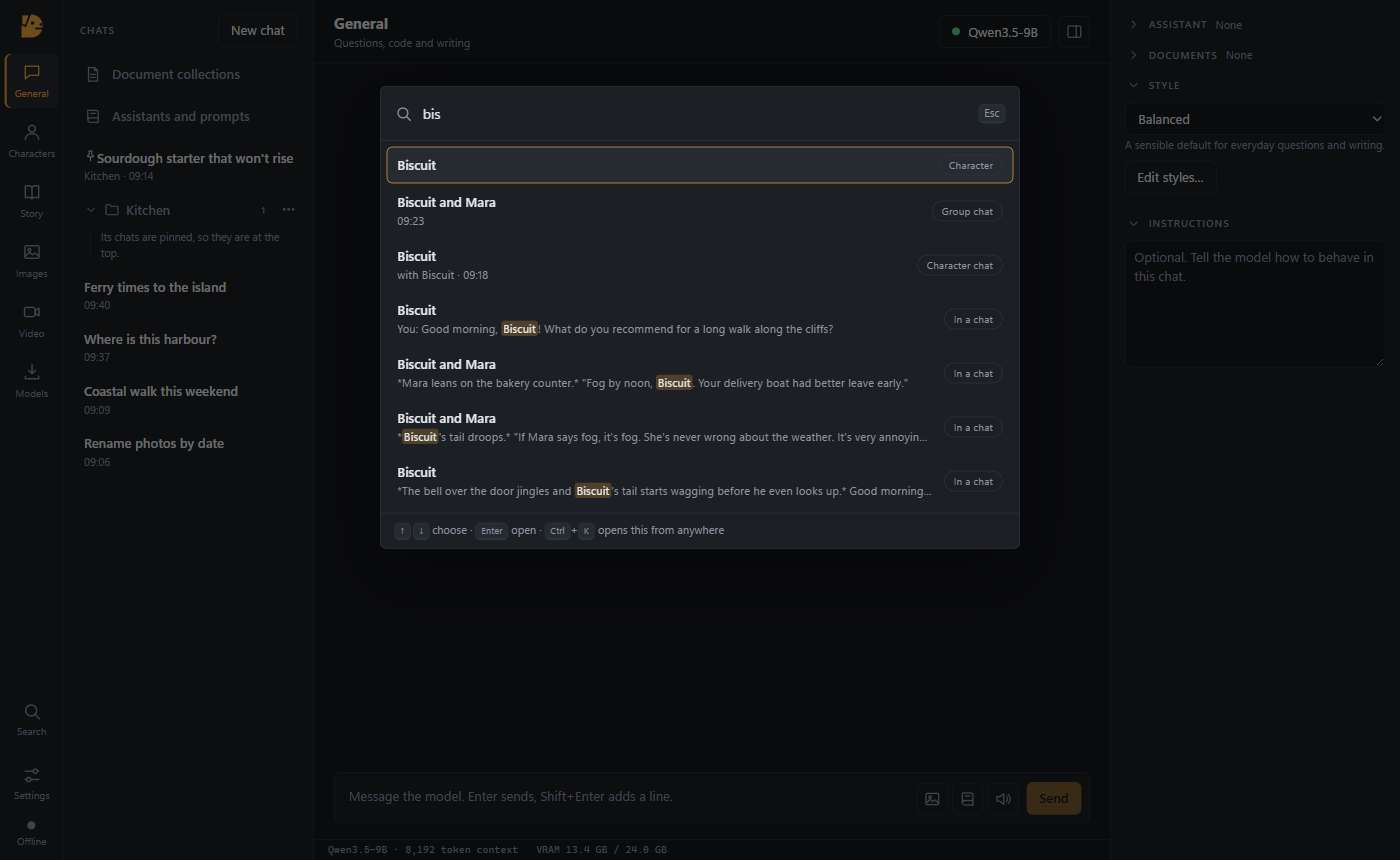 General
Characters
Story
Images
Video
Models
Search
Settings
Offline
CHATS
New chat
Document collections
Assistants and prompts
Sourdough starter that won't rise
Kitchen · 09:14
Kitchen 1
Its chats are pinned, so they are at the
top.
Ferry times to the island
09:40
Where is this harbour?
09:37
Coastal walk this weekend
09:09
Rename photos by date
09:06
General
Questions, code and writing
Qwen3.5-9B
bis
Esc
Biscuit
Character
Biscuit and Mara
09:23
Group chat
Biscuit
with Biscuit · 09:18
Character chat
Biscuit
You: Good morning, Biscuit! What do you recommend for a long walk along the cliffs?
In a chat
Biscuit and Mara
*Mara leans on the bakery counter.* "Fog by noon, Biscuit. Your delivery boat had better leave early."
In a chat
Biscuit and Mara
*Biscuit's tail droops.* "If Mara says fog, it's fog. She's never wrong about the weather. It's very annoyin...
In a chat
Biscuit
*The bell over the door jingles and Biscuit's tail starts wagging before he even looks up.* Good morning...
In a chat
↑ ↓ choose · Enter open · Ctrl + K opens this from anywhere
Message the model. Enter sends, Shift+Enter adds a line.
Send
Qwen3.5-9B · 8,192 token context VRAM 13.4 GB / 24.0 GB
ASSISTANT None
DOCUMENTS None
STYLE
Balanced
A sensible default for everyday questions and writing.
Edit styles...
INSTRUCTIONS
Optional. Tell the model how to behave in
this chat.